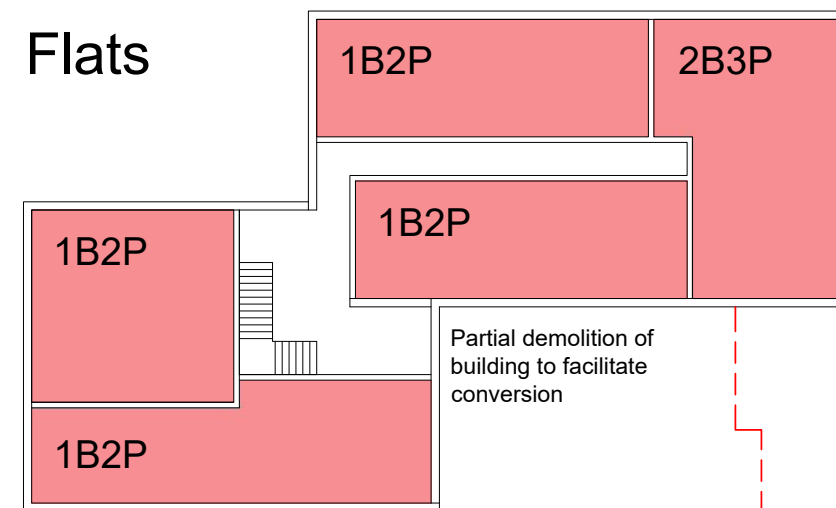 Flats
1B2P
2B3P
1B2P
1B2P
Partial demolition of
building to facilitate
conversion
1B2P